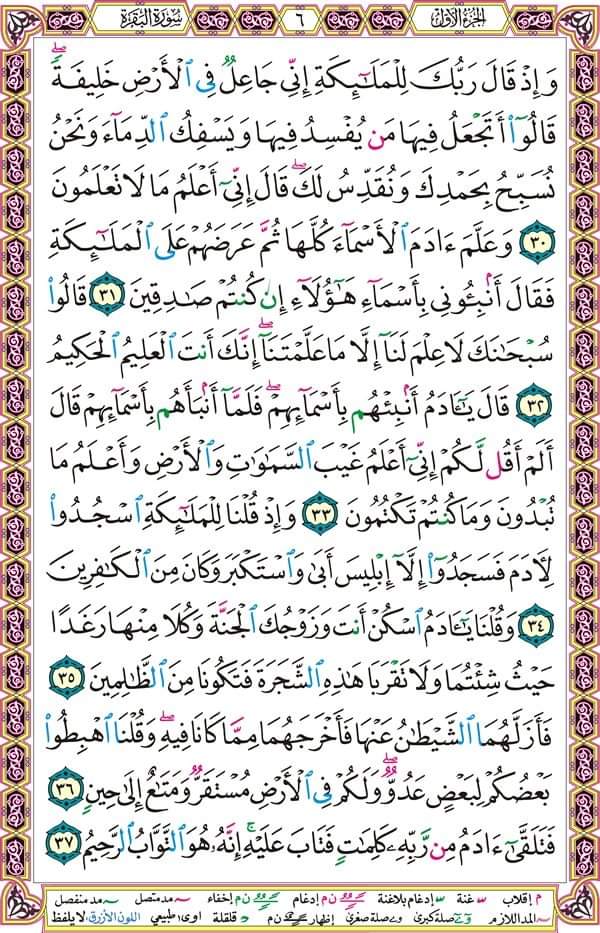 الجزء الأول
٦
سورة البقرة
وَإِذْ قَالَ رَبُّكَ لِلْمَلَٰٓئِكَةِ إِنِّى جَاعِلٌ فِى ٱلْأَرْضِ خَلِيفَةً ۖ
قَالُوٓا۟ أَتَجْعَلُ فِيهَا مَن يُفْسِدُ فِيهَا وَيَسْفِكُ ٱلدِّمَآءَ وَنَحْنُ
نُسَبِّحُ بِحَمْدِكَ وَنُقَدِّسُ لَكَ ۖ قَالَ إِنِّىٓ أَعْلَمُ مَا لَا تَعْلَمُونَ
٣٠ وَعَلَّمَ ءَادَمَ ٱلْأَسْمَآءَ كُلَّهَا ثُمَّ عَرَضَهُمْ عَلَى ٱلْمَلَٰٓئِكَةِ
فَقَالَ أَنۢبِـُٔونِى بِأَسْمَآءِ هَٰٓؤُلَآءِ إِن كُنتُمْ صَٰدِقِينَ ٣١ قَالُوا۟
سُبْحَٰنَكَ لَا عِلْمَ لَنَآ إِلَّا مَا عَلَّمْتَنَآ ۖ إِنَّكَ أَنتَ ٱلْعَلِيمُ ٱلْحَكِيمُ
٣٢ قَالَ يَٰٓـَٔادَمُ أَنۢبِئْهُم بِأَسْمَآئِهِمْ ۖ فَلَمَّآ أَنۢبَأَهُم بِأَسْمَآئِهِمْ قَالَ
أَلَمْ أَقُل لَّكُمْ إِنِّىٓ أَعْلَمُ غَيْبَ ٱلسَّمَٰوَٰتِ وَٱلْأَرْضِ وَأَعْلَمُ مَا
تُبْدُونَ وَمَا كُنتُمْ تَكْتُمُونَ ٣٣ وَإِذْ قُلْنَا لِلْمَلَٰٓئِكَةِ ٱسْجُدُوا۟
لِءَادَمَ فَسَجَدُوٓا۟ إِلَّآ إِبْلِيسَ أَبَىٰ وَٱسْتَكْبَرَ وَكَانَ مِنَ ٱلْكَٰفِرِينَ
٣٤ وَقُلْنَا يَٰٓـَٔادَمُ ٱسْكُنْ أَنتَ وَزَوْجُكَ ٱلْجَنَّةَ وَكُلَا مِنْهَا رَغَدًا
حَيْثُ شِئْتُمَا وَلَا تَقْرَبَا هَٰذِهِ ٱلشَّجَرَةَ فَتَكُونَا مِنَ ٱلظَّٰلِمِينَ ٣٥
فَأَزَلَّهُمَا ٱلشَّيْطَٰنُ عَنْهَا فَأَخْرَجَهُمَا مِمَّا كَانَا فِيهِ ۖ وَقُلْنَا ٱهْبِطُوا۟
بَعْضُكُمْ لِبَعْضٍ عَدُوٌّ ۖ وَلَكُمْ فِى ٱلْأَرْضِ مُسْتَقَرٌّ وَمَتَٰعٌ إِلَىٰ حِينٍ ٣٦
فَتَلَقَّىٰٓ ءَادَمُ مِن رَّبِّهِۦ كَلِمَٰتٍ فَتَابَ عَلَيْهِ ۚ إِنَّهُۥ هُوَ ٱلتَّوَّابُ ٱلرَّحِيمُ ٣٧
م إقلاب غنة إدغام بلاغنة ن م إدغام ن م إخفاء مد متصل مد منفصل
المد اللازم صلة كبرى صلة صغرى إظهار ن م قلقلة اوى طبيعي اللون الأزرق لا يلفظ